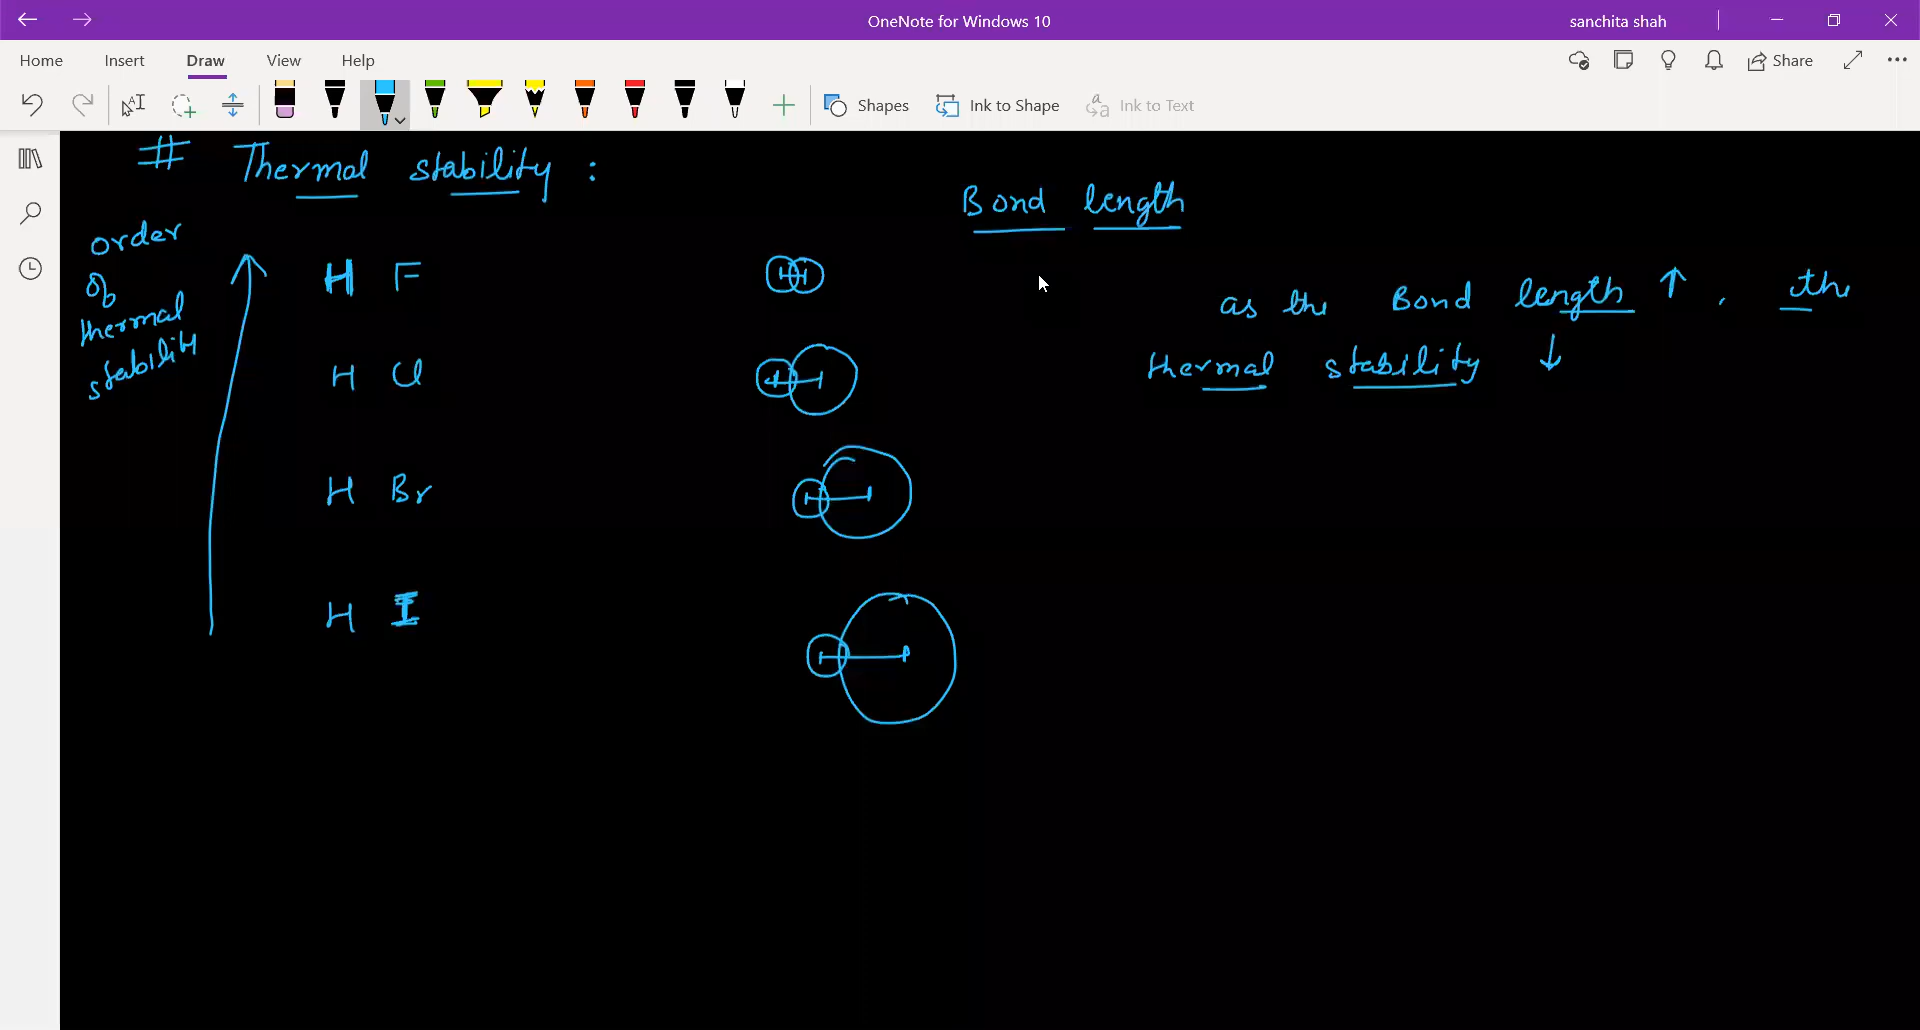 OneNote for Windows 10
sanchita shah
Home Insert Draw View Help
Share
Shapes Ink to Shape Ink to Text
# Thermal stability :
Bond length
order
of
thermal
stability
H F
as the Bond length ↑ , the
thermal stability ↓
H Cl
H Br
H I